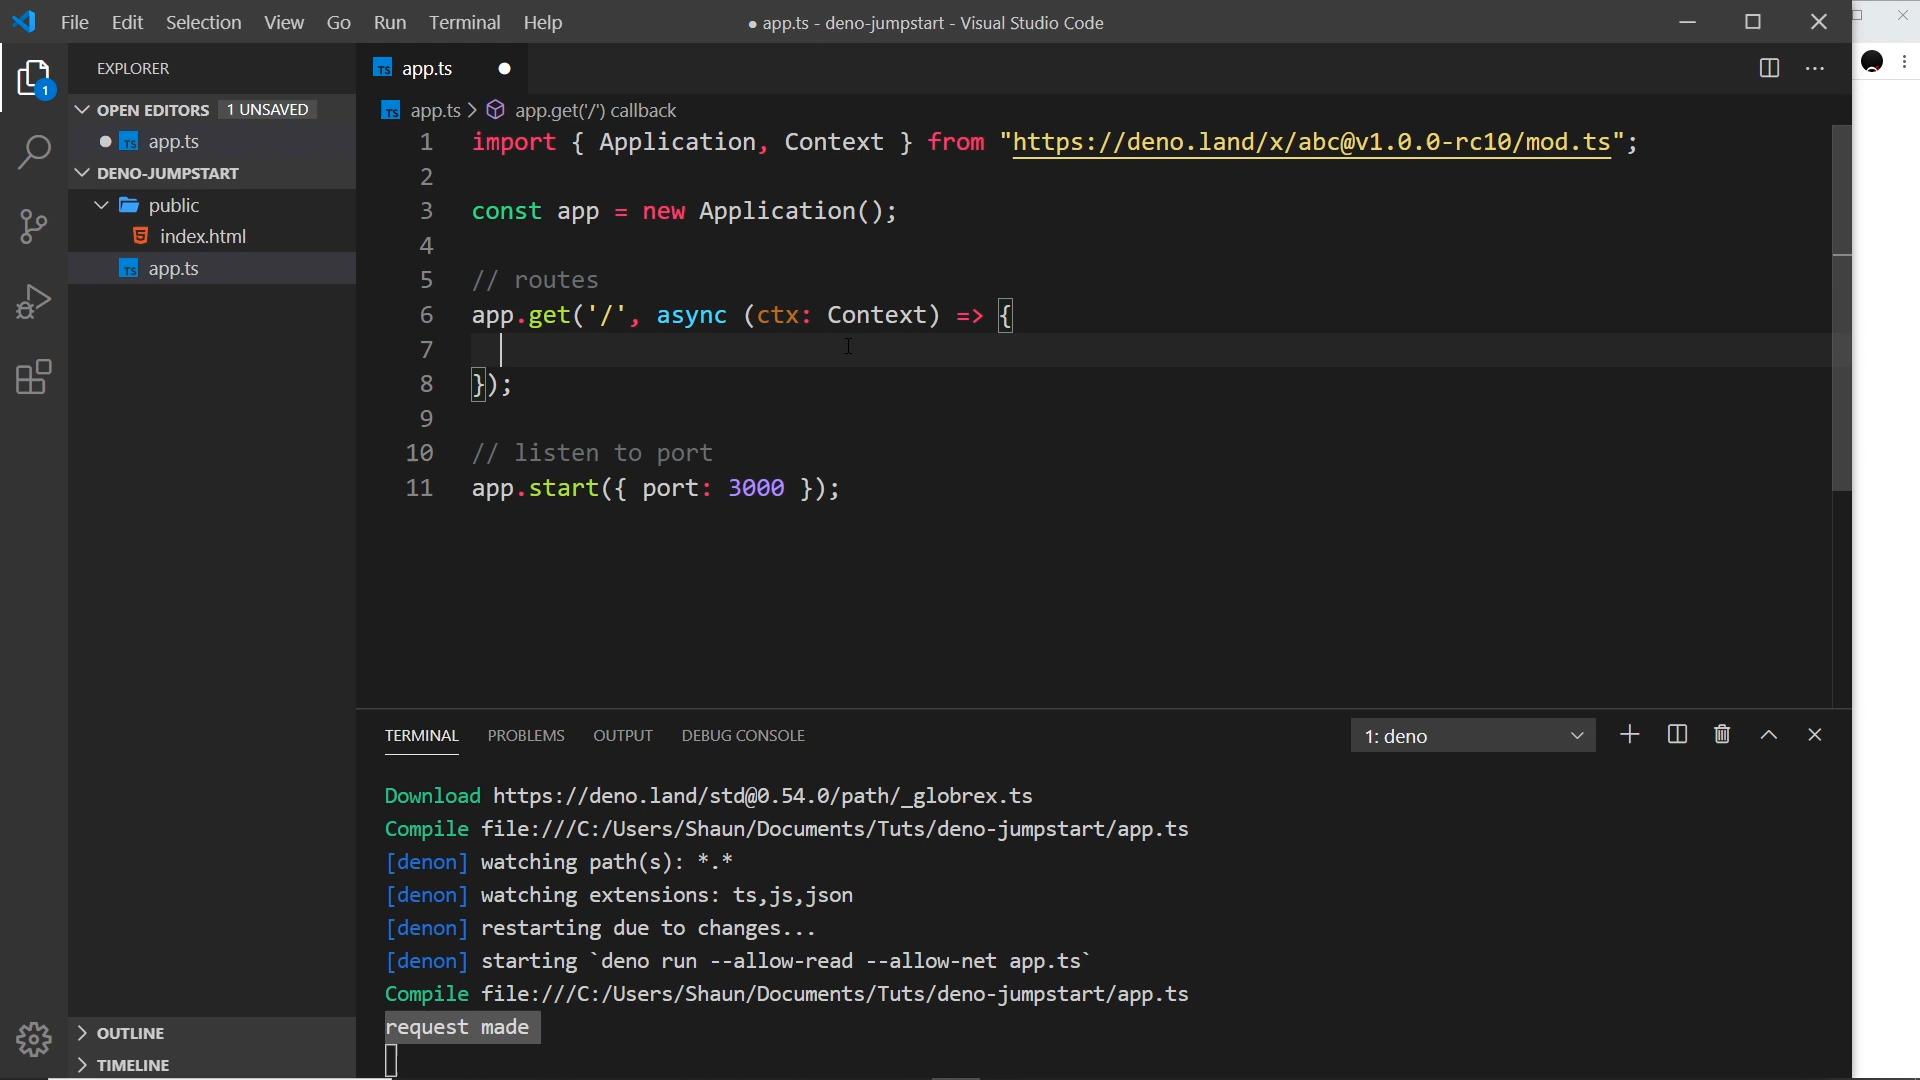 File Edit Selection View Go Run Terminal Help
● app.ts - deno-jumpstart - Visual Studio Code
EXPLORER
1
OPEN EDITORS 1 UNSAVED
TS app.ts
DENO-JUMPSTART
public
index.html
TS app.ts
OUTLINE
TIMELINE
TS app.ts
TS app.ts > app.get('/') callback
1 import { Application, Context } from "https://deno.land/x/abc@v1.0.0-rc10/mod.ts";
2
3 const app = new Application();
4
5 // routes
6 app.get('/', async (ctx: Context) => {
7
8 });
9
10 // listen to port
11 app.start({ port: 3000 });
TERMINAL PROBLEMS OUTPUT DEBUG CONSOLE
1: deno
Download https://deno.land/std@0.54.0/path/_globrex.ts
Compile file:///C:/Users/Shaun/Documents/Tuts/deno-jumpstart/app.ts
[denon] watching path(s): *.*
[denon] watching extensions: ts,js,json
[denon] restarting due to changes...
[denon] starting `deno run --allow-read --allow-net app.ts`
Compile file:///C:/Users/Shaun/Documents/Tuts/deno-jumpstart/app.ts
request made